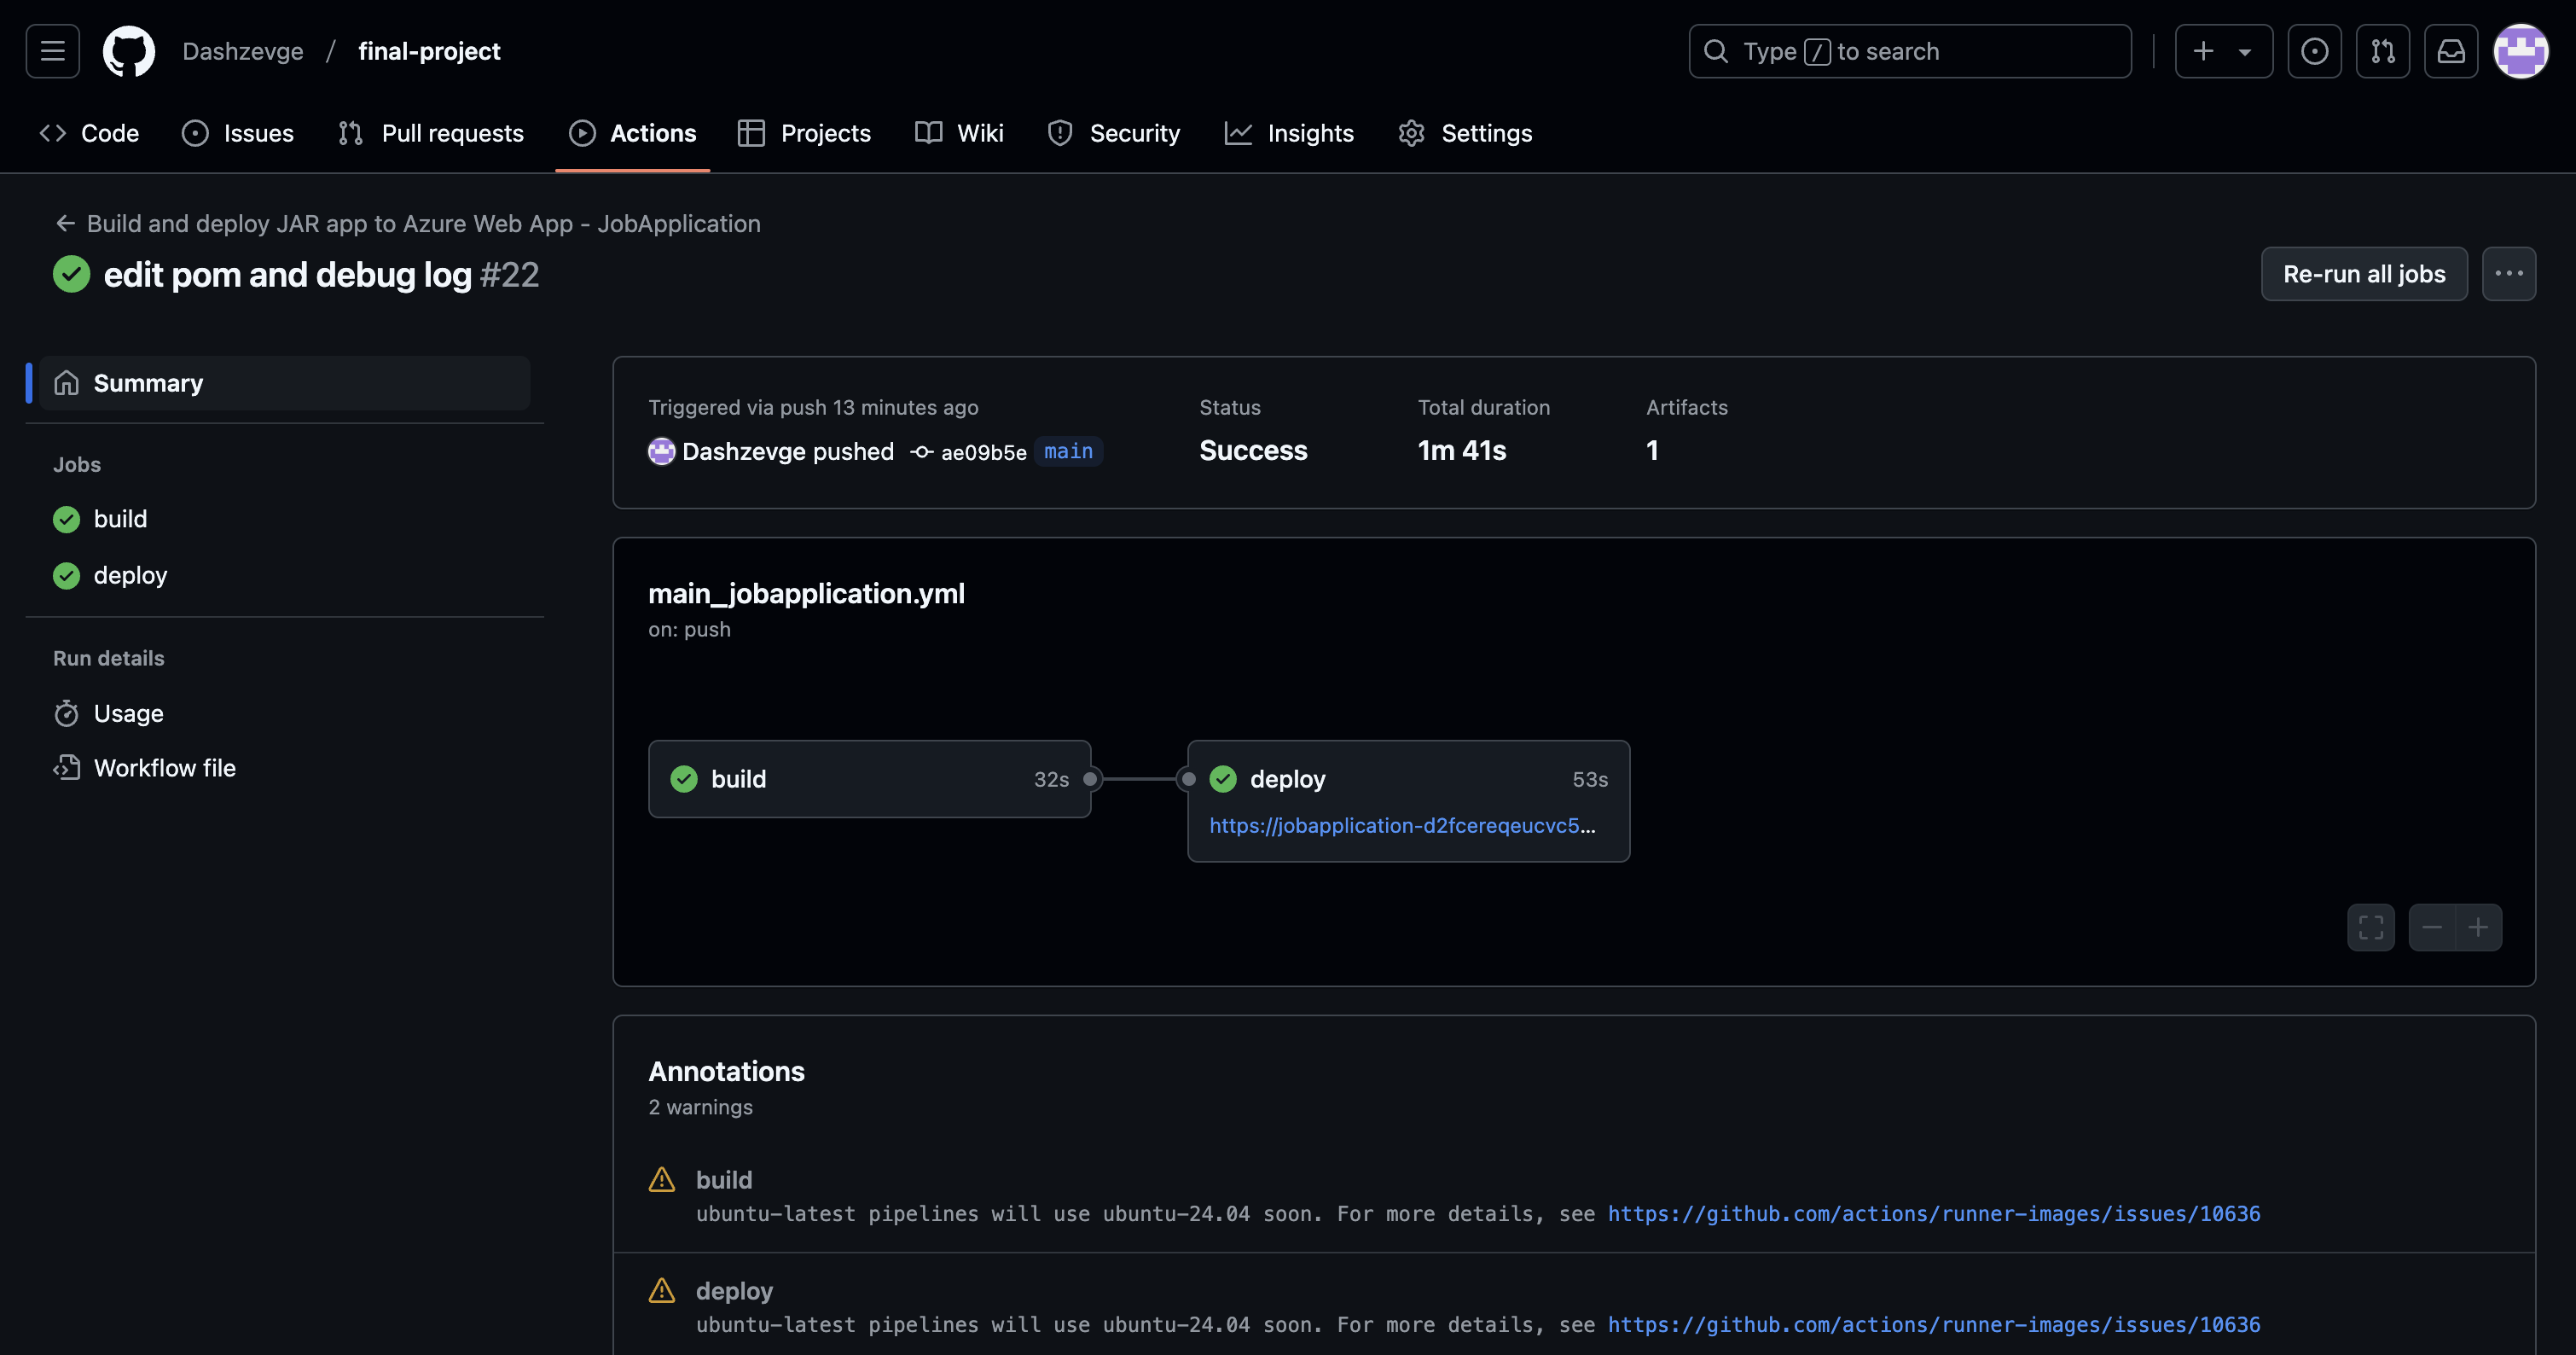 Dashzevge / final-project
Type / to search
Code Issues Pull requests Actions Projects Wiki Security Insights Settings
← Build and deploy JAR app to Azure Web App - JobApplication
edit pom and debug log #22
Re-run all jobs
Summary
Jobs
build
deploy
Run details
Usage
Workflow file
Triggered via push 13 minutes ago
Dashzevge pushed ae09b5e main
Status
Success
Total duration
1m 41s
Artifacts
1
main_jobapplication.yml
on: push
build 32s
deploy 53s
https://jobapplication-d2fcereqeucvc5...
Annotations
2 warnings
build
ubuntu-latest pipelines will use ubuntu-24.04 soon. For more details, see https://github.com/actions/runner-images/issues/10636
deploy
ubuntu-latest pipelines will use ubuntu-24.04 soon. For more details, see https://github.com/actions/runner-images/issues/10636